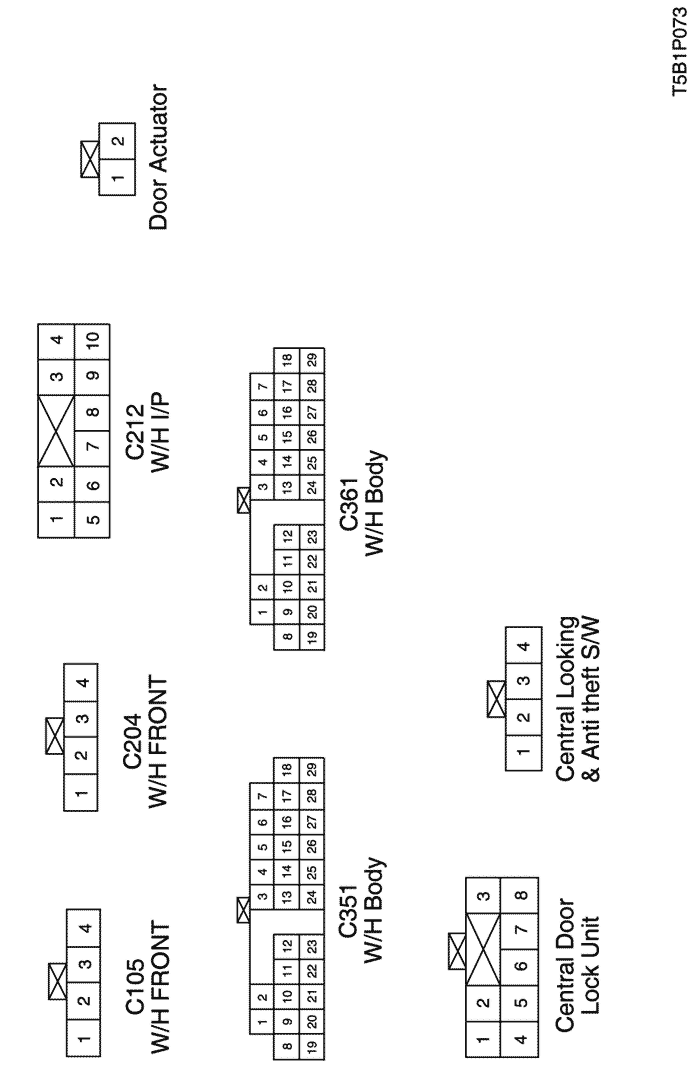 1 2 3 4
C105
W/H FRONT
1 2 3 4
C204
W/H FRONT
1 2 3 4
5 6 7 8 9 10
C212
W/H I/P
1 2
Door Actuator
1 2 3 4 5 6 7
8 9 10 11 12 13 14 15 16 17 18
19 20 21 22 23 24 25 26 27 28 29
C351
W/H Body
1 2 3 4 5 6 7
8 9 10 11 12 13 14 15 16 17 18
19 20 21 22 23 24 25 26 27 28 29
C361
W/H Body
1 2 3
4 5 6 7 8
Central Door
Lock Unit
1 2 3 4
Central Looking
& Anti theft S/W
T5B1P073